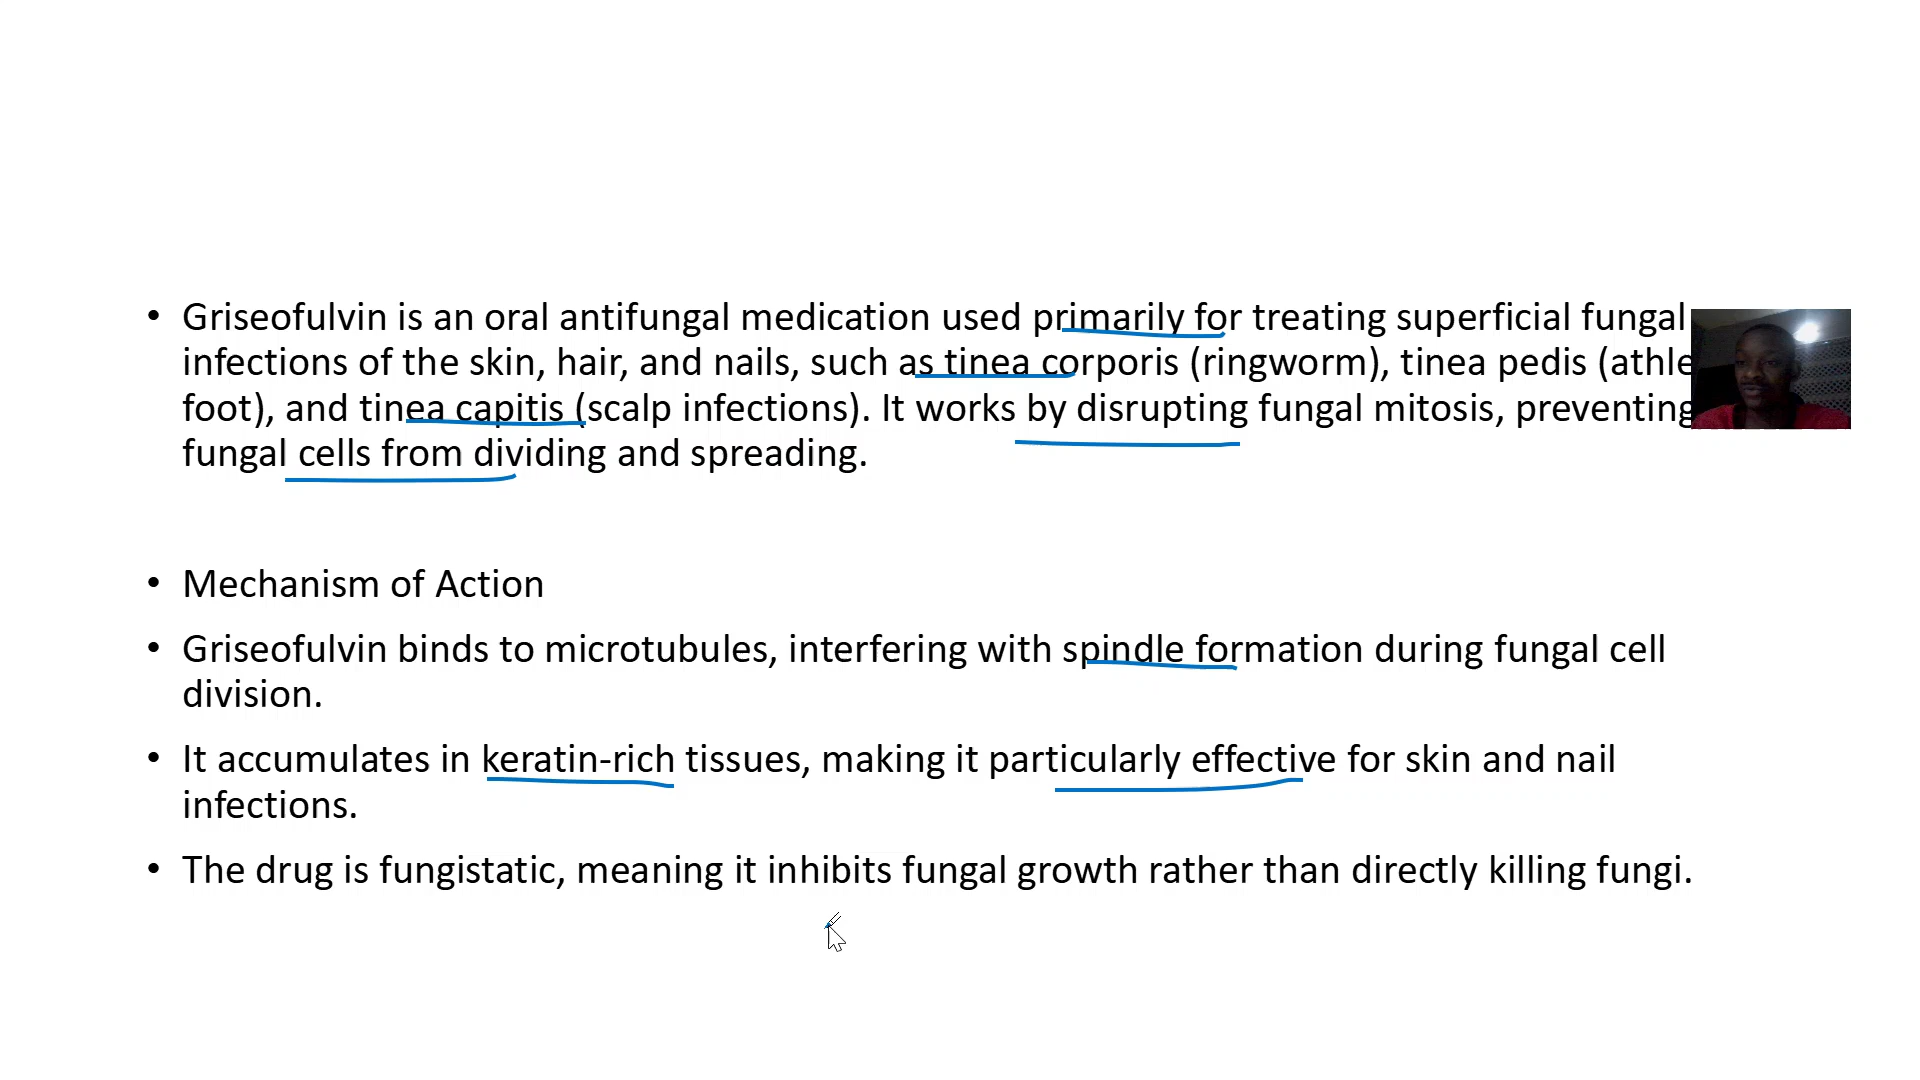 • Griseofulvin is an oral antifungal medication used primarily for treating superficial fungal
infections of the skin, hair, and nails, such as tinea corporis (ringworm), tinea pedis (
foot), and tinea capitis (scalp infections). It works by disrupting fungal mitosis, preventing
fungal cells from dividing and spreading.
• Mechanism of Action
• Griseofulvin binds to microtubules, interfering with spindle formation during fungal cell
division.
• It accumulates in keratin-rich tissues, making it particularly effective for skin and nail
infections.
• The drug is fungistatic, meaning it inhibits fungal growth rather than directly killing fungi.